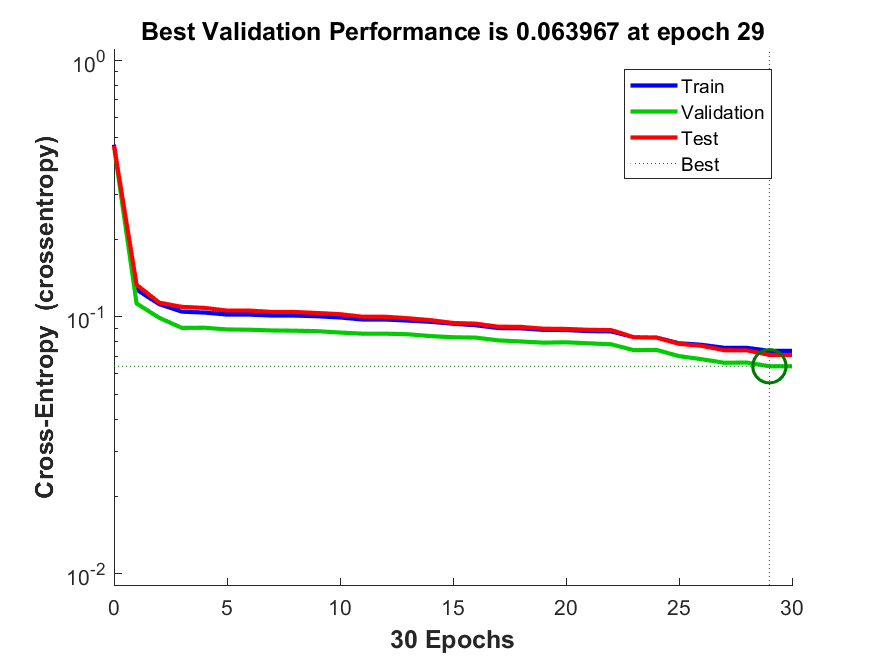 Best Validation Performance is 0.063967 at epoch 29
Cross-Entropy  (crossentropy)
10^0
10^-1
10^-2
Train
Validation
Test
Best
0 5 10 15 20 25 30
30 Epochs